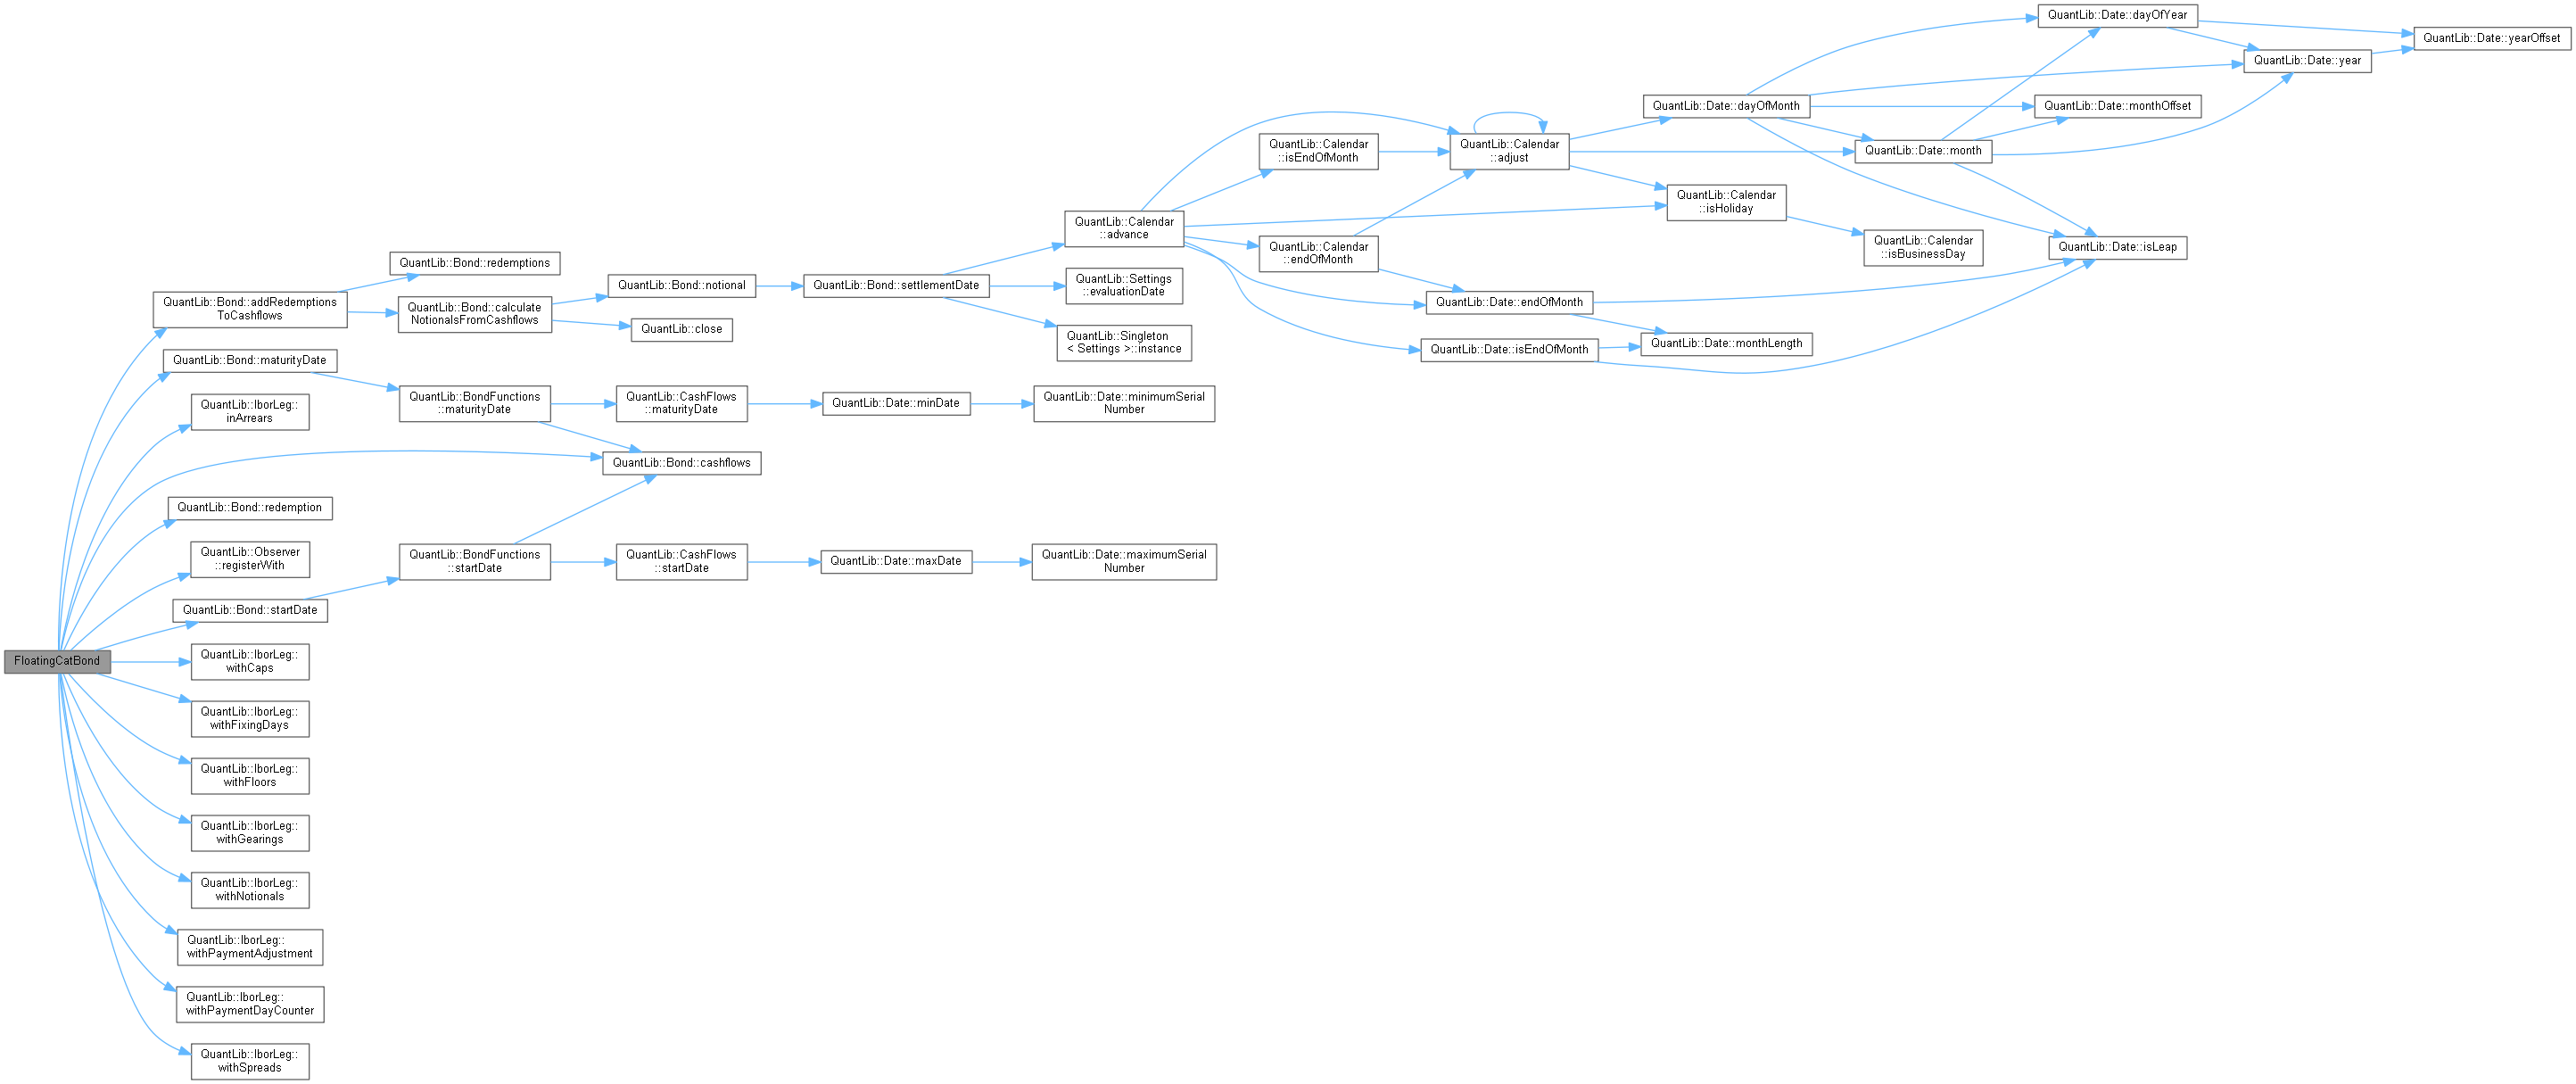 FloatingCatBond
QuantLib::Bond::addRedemptions
ToCashflows
QuantLib::Bond::redemptions
QuantLib::Bond::calculate
NotionalsFromCashflows
QuantLib::Bond::notional
QuantLib::close
QuantLib::Bond::settlementDate
QuantLib::Calendar
::advance
QuantLib::Settings
::evaluationDate
QuantLib::Singleton
< Settings >::instance
QuantLib::Calendar
::isEndOfMonth
QuantLib::Calendar
::endOfMonth
QuantLib::Calendar
::adjust
QuantLib::Date::endOfMonth
QuantLib::Date::isEndOfMonth
QuantLib::Date::dayOfMonth
QuantLib::Calendar
::isHoliday
QuantLib::Date::monthLength
QuantLib::Date::month
QuantLib::Calendar
::isBusinessDay
QuantLib::Date::dayOfYear
QuantLib::Date::monthOffset
QuantLib::Date::isLeap
QuantLib::Date::year
QuantLib::Date::yearOffset
QuantLib::Bond::maturityDate
QuantLib::BondFunctions
::maturityDate
QuantLib::CashFlows
::maturityDate
QuantLib::Date::minDate
QuantLib::Date::minimumSerial
Number
QuantLib::IborLeg::
inArrears
QuantLib::Bond::cashflows
QuantLib::Bond::redemption
QuantLib::Observer
::registerWith
QuantLib::Bond::startDate
QuantLib::BondFunctions
::startDate
QuantLib::CashFlows
::startDate
QuantLib::Date::maxDate
QuantLib::Date::maximumSerial
Number
QuantLib::IborLeg::
withCaps
QuantLib::IborLeg::
withFixingDays
QuantLib::IborLeg::
withFloors
QuantLib::IborLeg::
withGearings
QuantLib::IborLeg::
withNotionals
QuantLib::IborLeg::
withPaymentAdjustment
QuantLib::IborLeg::
withPaymentDayCounter
QuantLib::IborLeg::
withSpreads